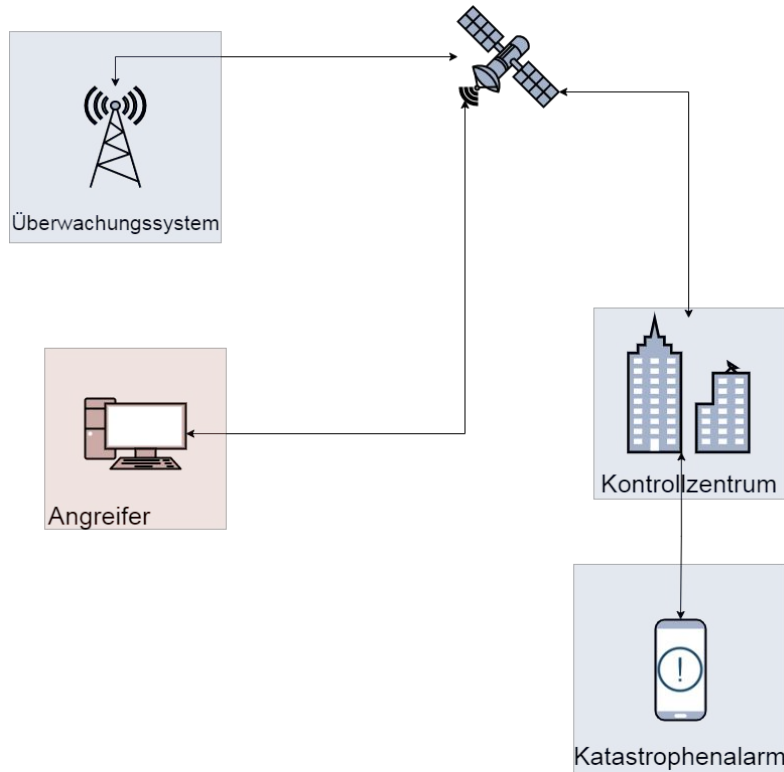 Überwachungssystem
Kontrollzentrum
Angreifer
Katastrophenalarm